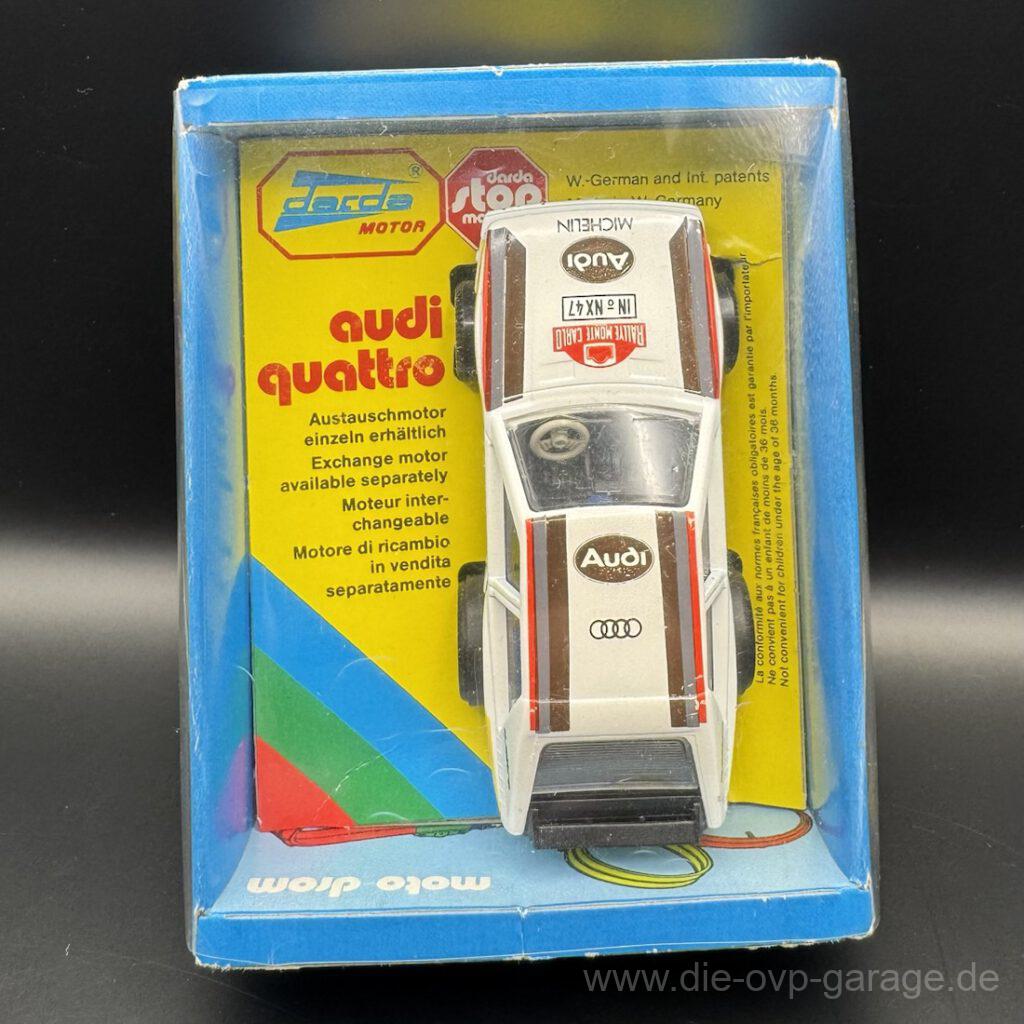 darda®
MOTOR
darda
stop
W.-German and Int. patents
W. Germany
audi
quattro
Austauschmotor
einzeln erhältlich
Exchange motor
available separately
Moteur inter-
changeable
Motore di ricambio
in vendita
separatamente
MICHELIN
Audi
IN NX 47
RALLYE MONTE CARLO
Audi
La conformité aux normes françaises obligatoires est garantie par l'importateur
Ne convient pas à un enfant de moins de 36 mois.
Not convenient for children under the age of 36 months.
moto drom
www.die-ovp-garage.de